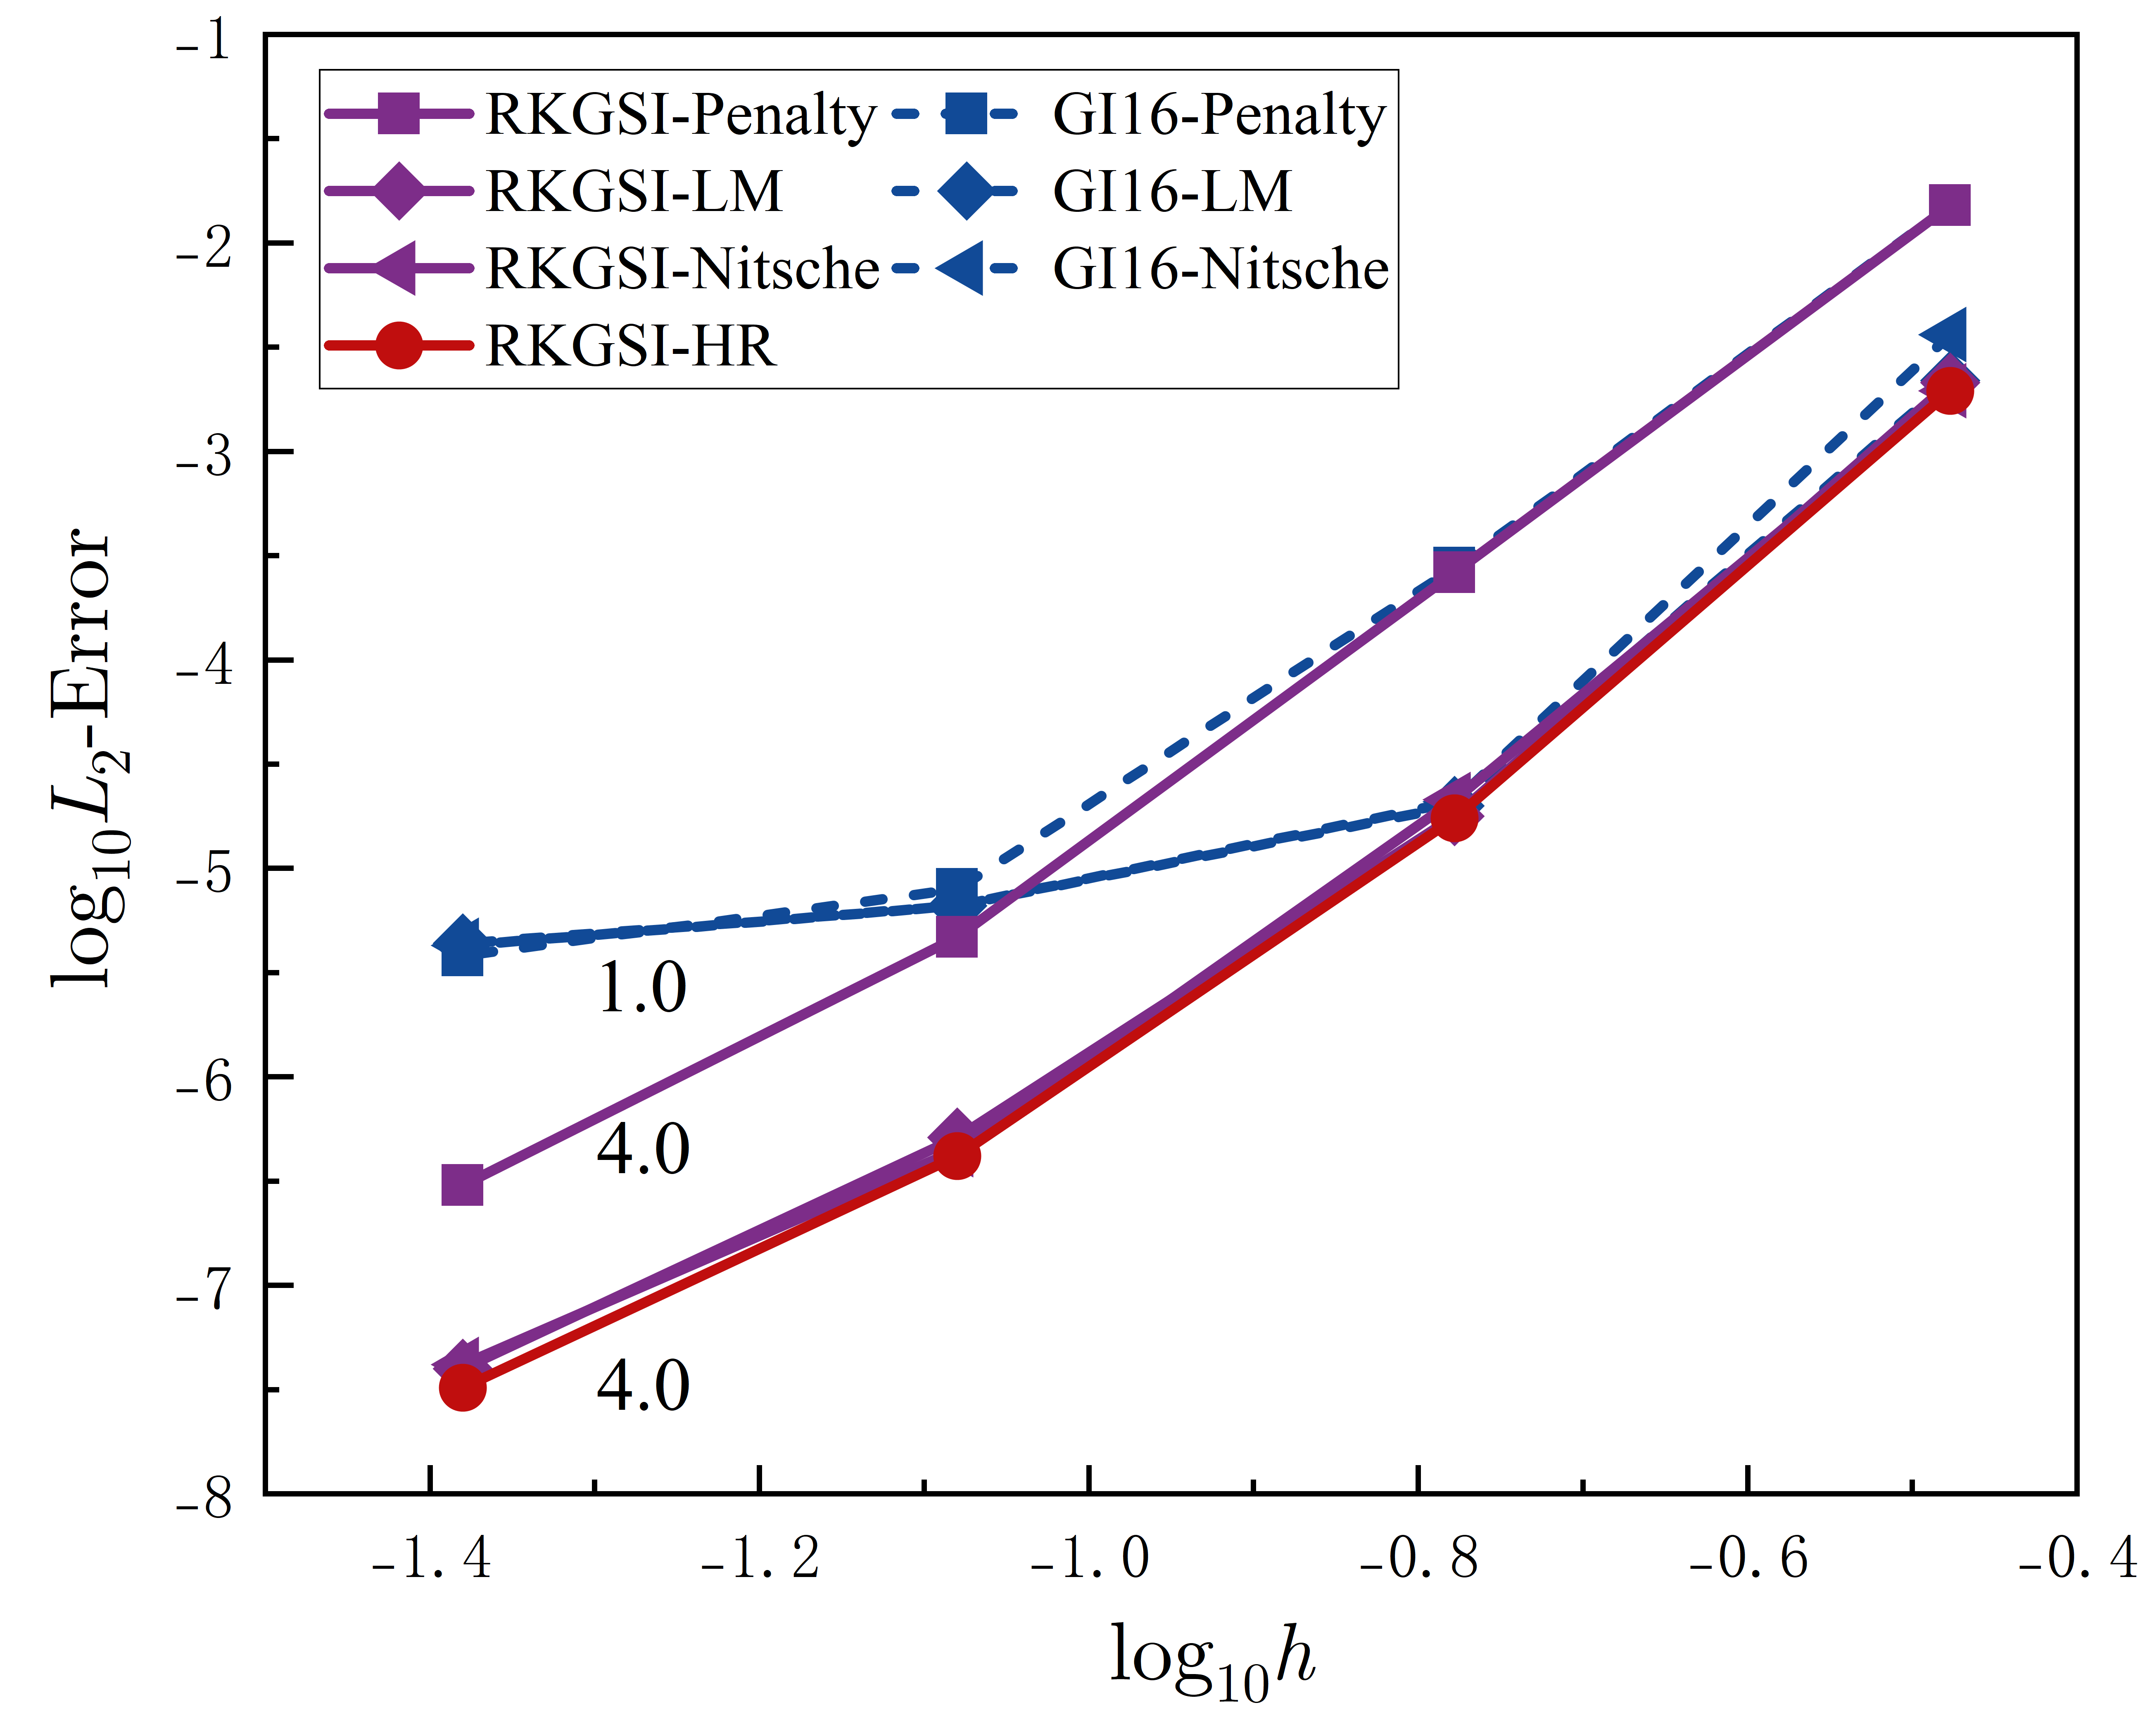 -1
-2
-3
-4
-5
-6
-7
-8
log10L2-Error
RKGSI-Penalty
RKGSI-LM
RKGSI-Nitsche
RKGSI-HR
GI16-Penalty
GI16-LM
GI16-Nitsche
1.0
4.0
4.0
-1.4
-1.2
-1.0
-0.8
-0.6
-0.4
log10h